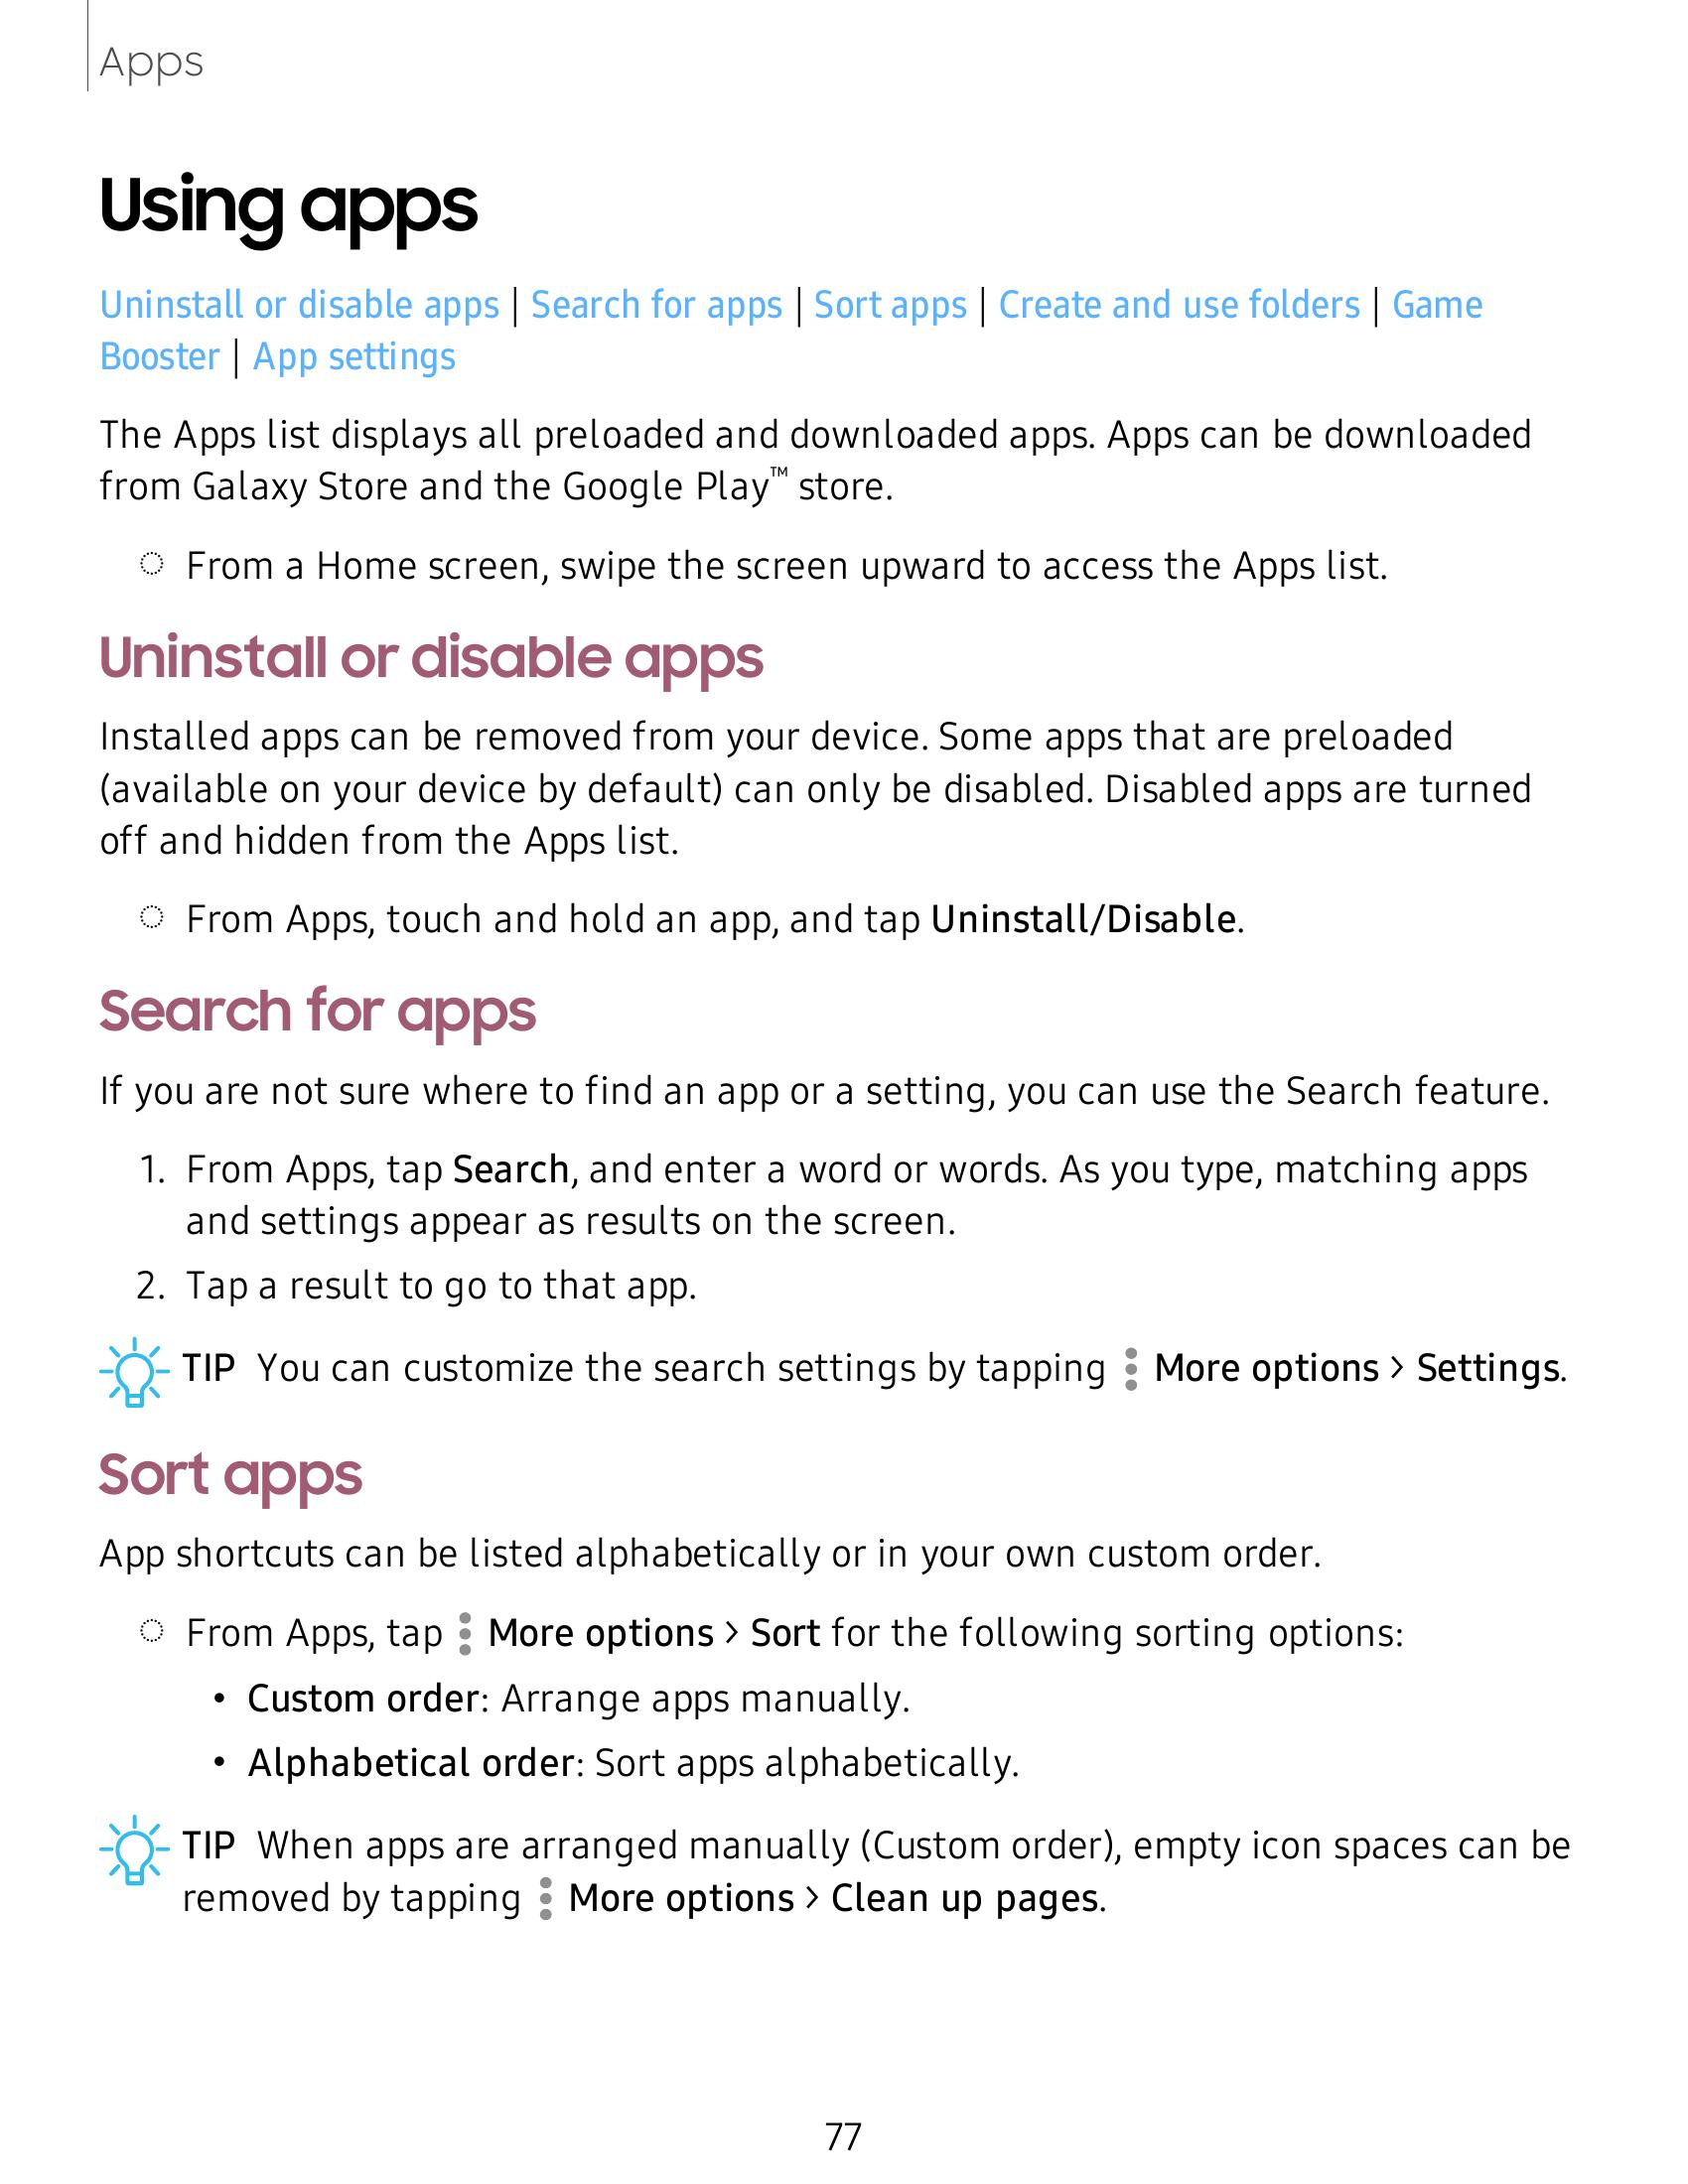 Apps
Using apps
Uninstall or disable apps | Search for apps | Sort apps | Create and use folders | Game
Booster | App settings
The Apps list displays all preloaded and downloaded apps. Apps can be downloaded
from Galaxy Store and the Google Play™ store.
◌ From a Home screen, swipe the screen upward to access the Apps list.
Uninstall or disable apps
Installed apps can be removed from your device. Some apps that are preloaded
(available on your device by default) can only be disabled. Disabled apps are turned
off and hidden from the Apps list.
◌ From Apps, touch and hold an app, and tap Uninstall/Disable.
Search for apps
If you are not sure where to find an app or a setting, you can use the Search feature.
1. From Apps, tap Search, and enter a word or words. As you type, matching apps
and settings appear as results on the screen.
2. Tap a result to go to that app.
TIP You can customize the search settings by tapping ⋮ More options > Settings.
Sort apps
App shortcuts can be listed alphabetically or in your own custom order.
◌ From Apps, tap ⋮ More options > Sort for the following sorting options:
• Custom order: Arrange apps manually.
• Alphabetical order: Sort apps alphabetically.
TIP When apps are arranged manually (Custom order), empty icon spaces can be
removed by tapping ⋮ More options > Clean up pages.
77